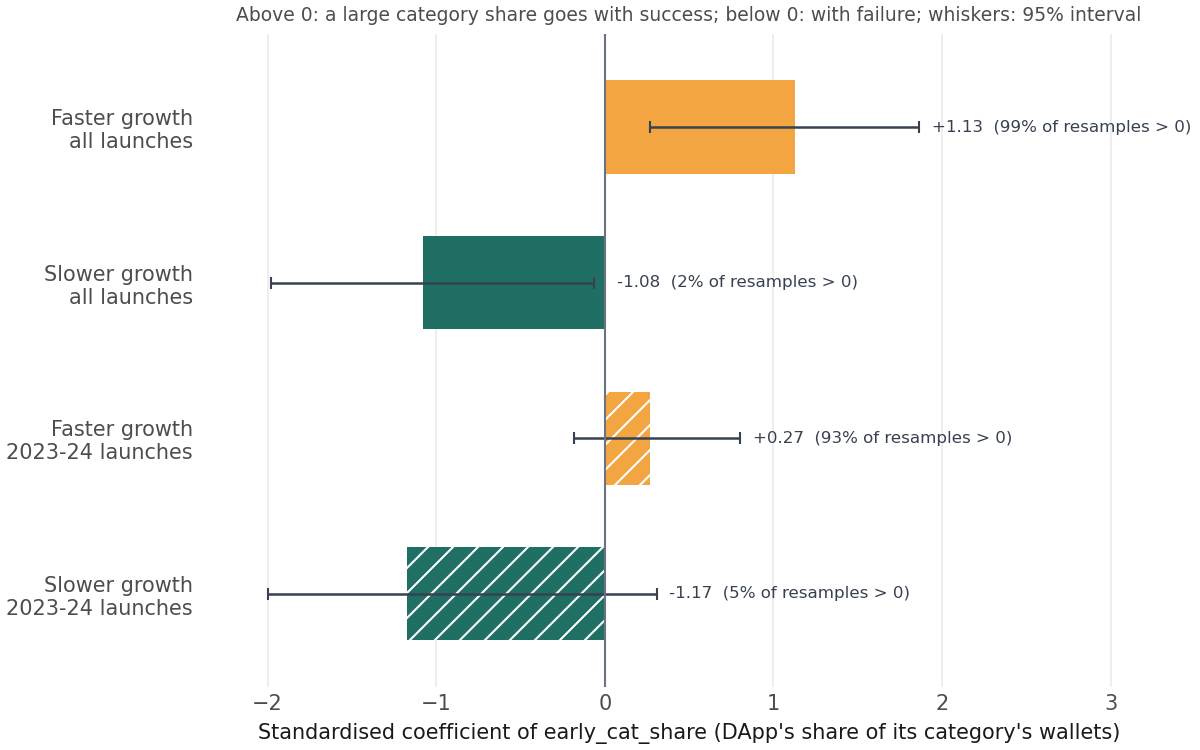 Above 0: a large category share goes with success; below 0: with failure; whiskers: 95% interval
Faster growth
all launches
+1.13  (99% of resamples > 0)
Slower growth
all launches
-1.08  (2% of resamples > 0)
Faster growth
2023-24 launches
+0.27  (93% of resamples > 0)
Slower growth
2023-24 launches
-1.17  (5% of resamples > 0)
−2 −1 0 1 2 3
Standardised coefficient of early_cat_share (DApp's share of its category's wallets)